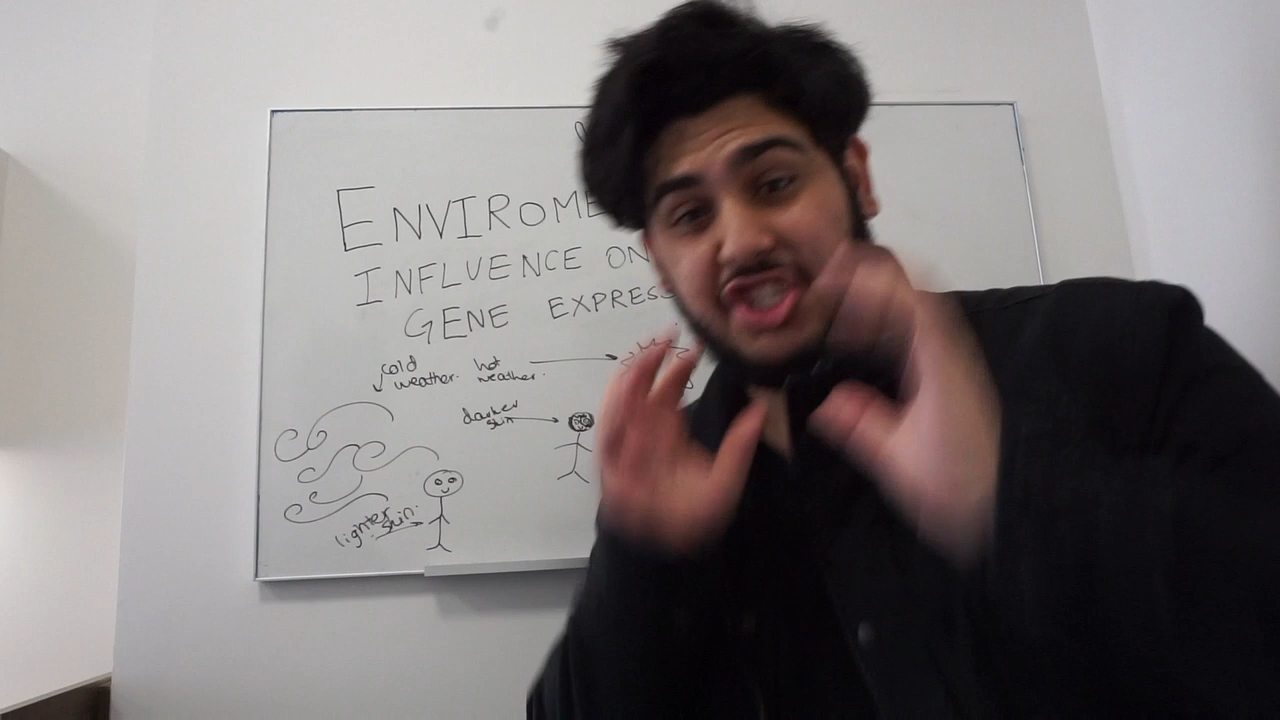 ENVIROME
INFLUENCE ON
GENE EXPRESS
cold
weather.
hot
weather.
darker
skin
lighter
skin.